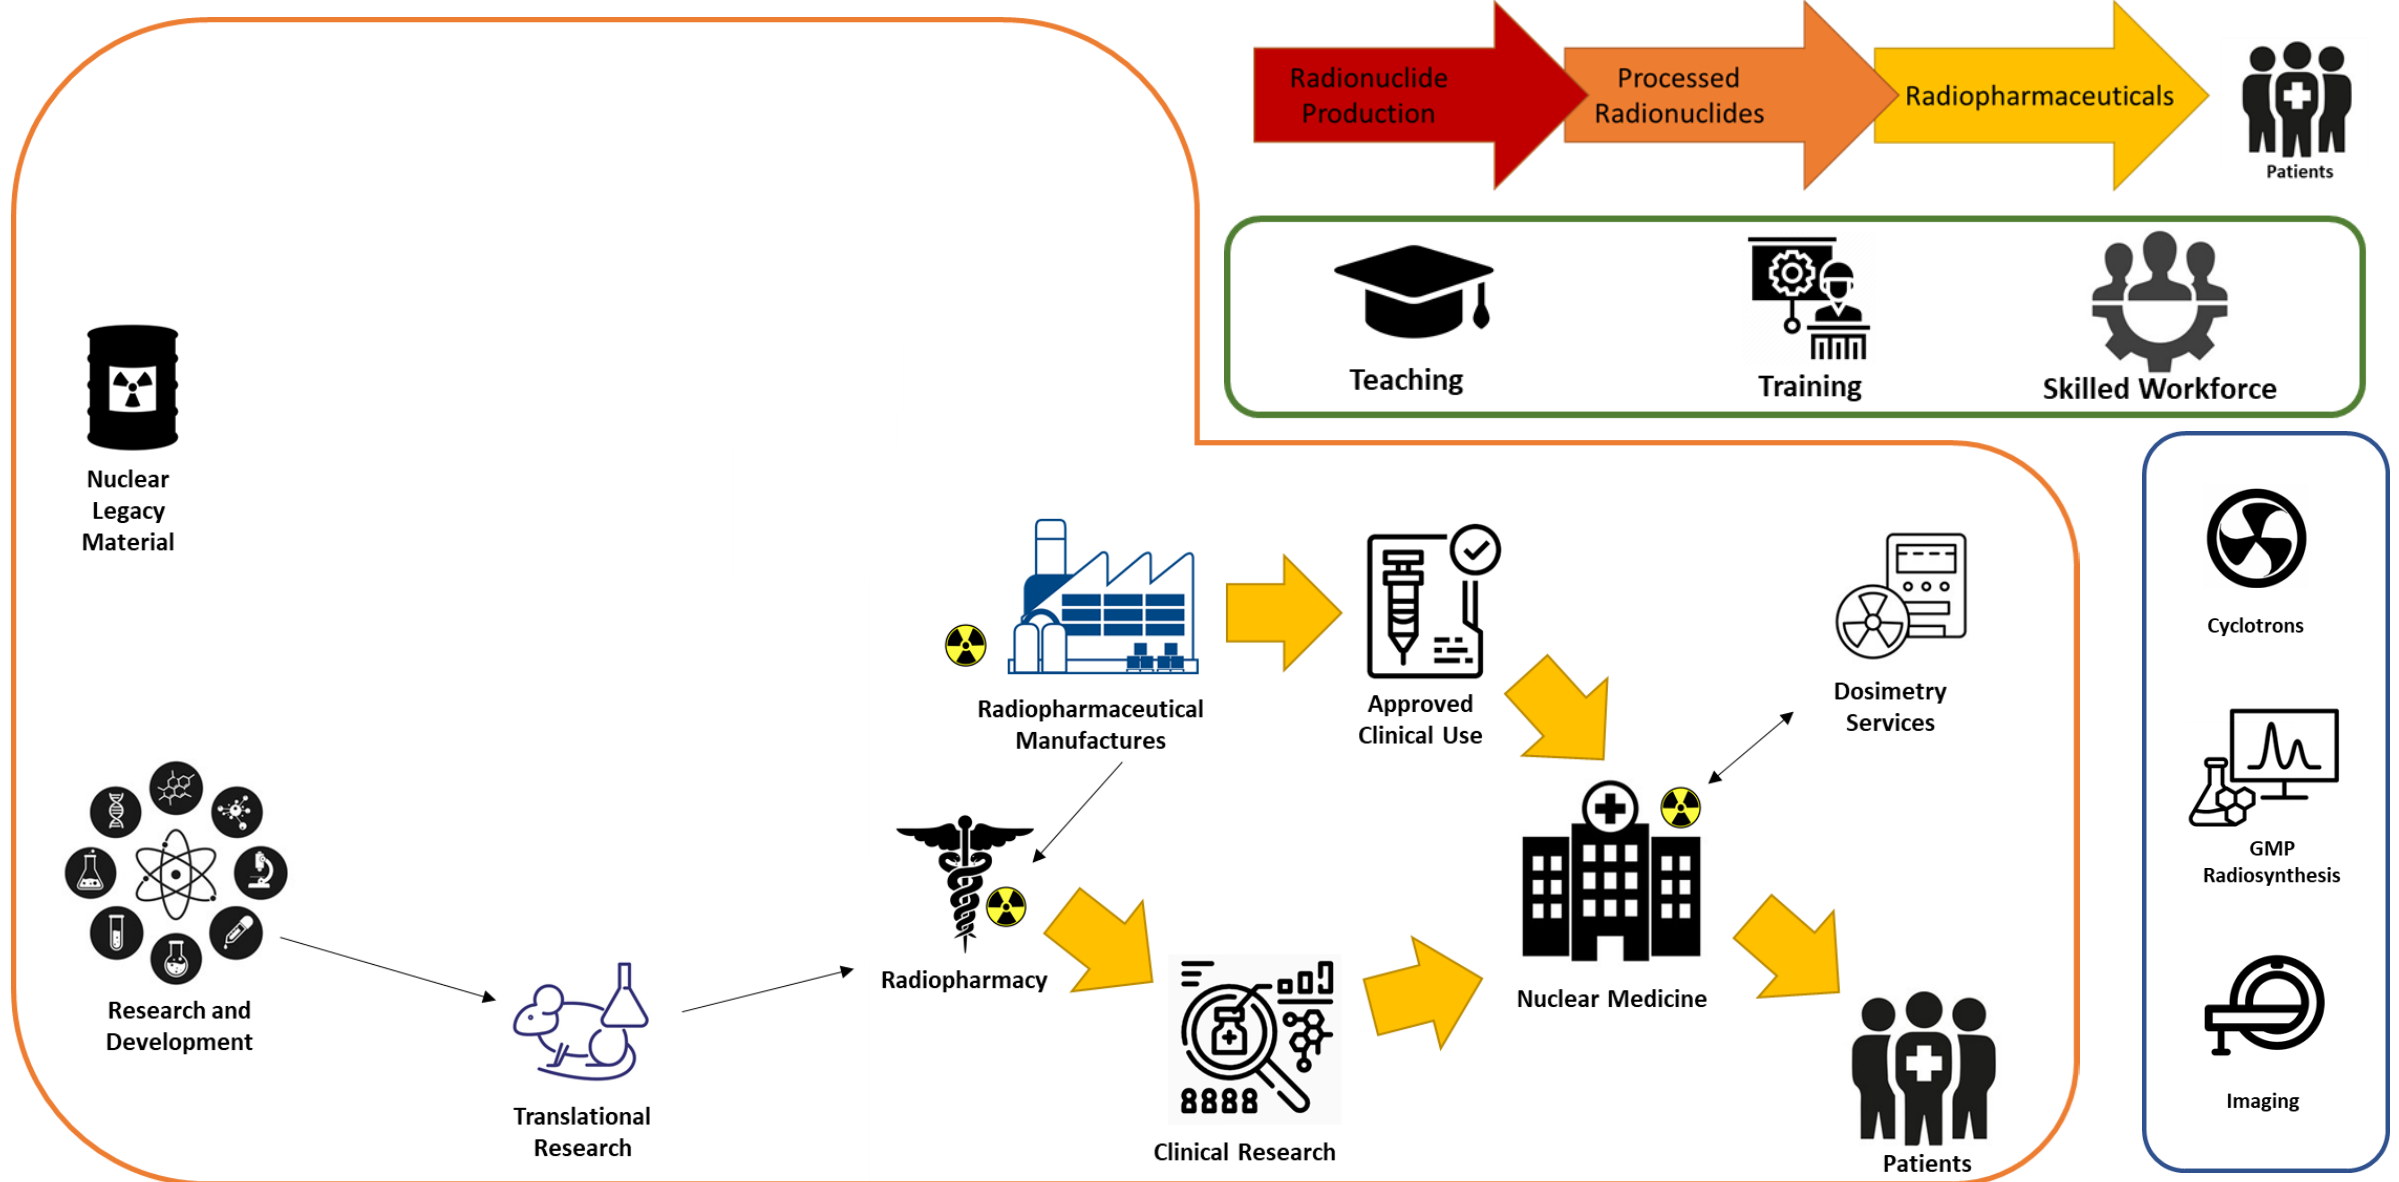 Radionuclide
Production
Processed
Radionuclides
Radiopharmaceuticals
Patients
Teaching
Training
Skilled Workforce
Nuclear
Legacy
Material
Radiopharmaceutical
Manufactures
Approved
Clinical Use
Dosimetry
Services
Cyclotrons
GMP
Radiosynthesis
Imaging
Research and
Development
Translational
Research
Radiopharmacy
Clinical Research
8888
Nuclear Medicine
Patients